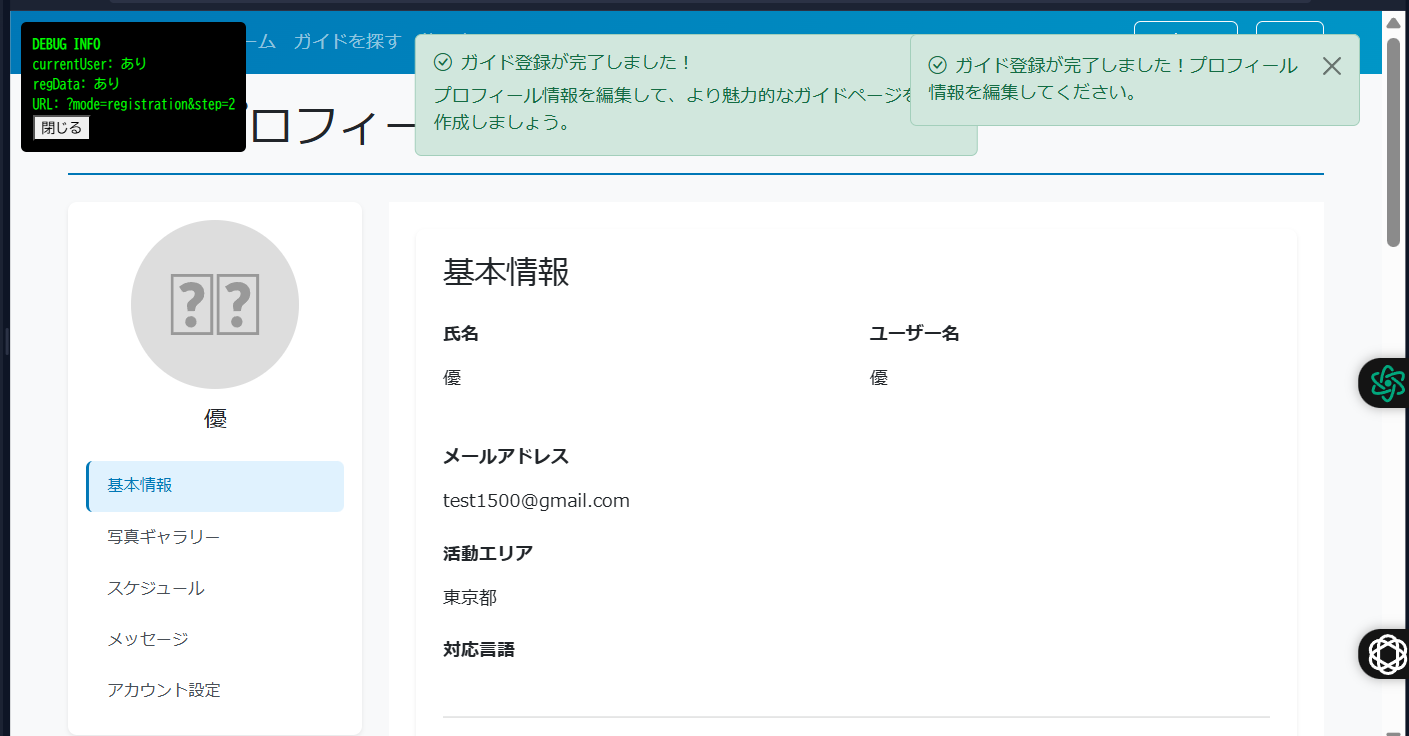 DEBUG INFO
currentUser: あり
regData: あり
URL: ?mode=registration&step=2
閉じる
ーム ガイドを探す
ガイド登録が完了しました！
プロフィール情報を編集して、より魅力的なガイドページを
作成しましょう。
ガイド登録が完了しました！プロフィール
情報を編集してください。
ロフィー
優
基本情報
写真ギャラリー
スケジュール
メッセージ
アカウント設定
基本情報
氏名
ユーザー名
優
優
メールアドレス
test1500@gmail.com
活動エリア
東京都
対応言語